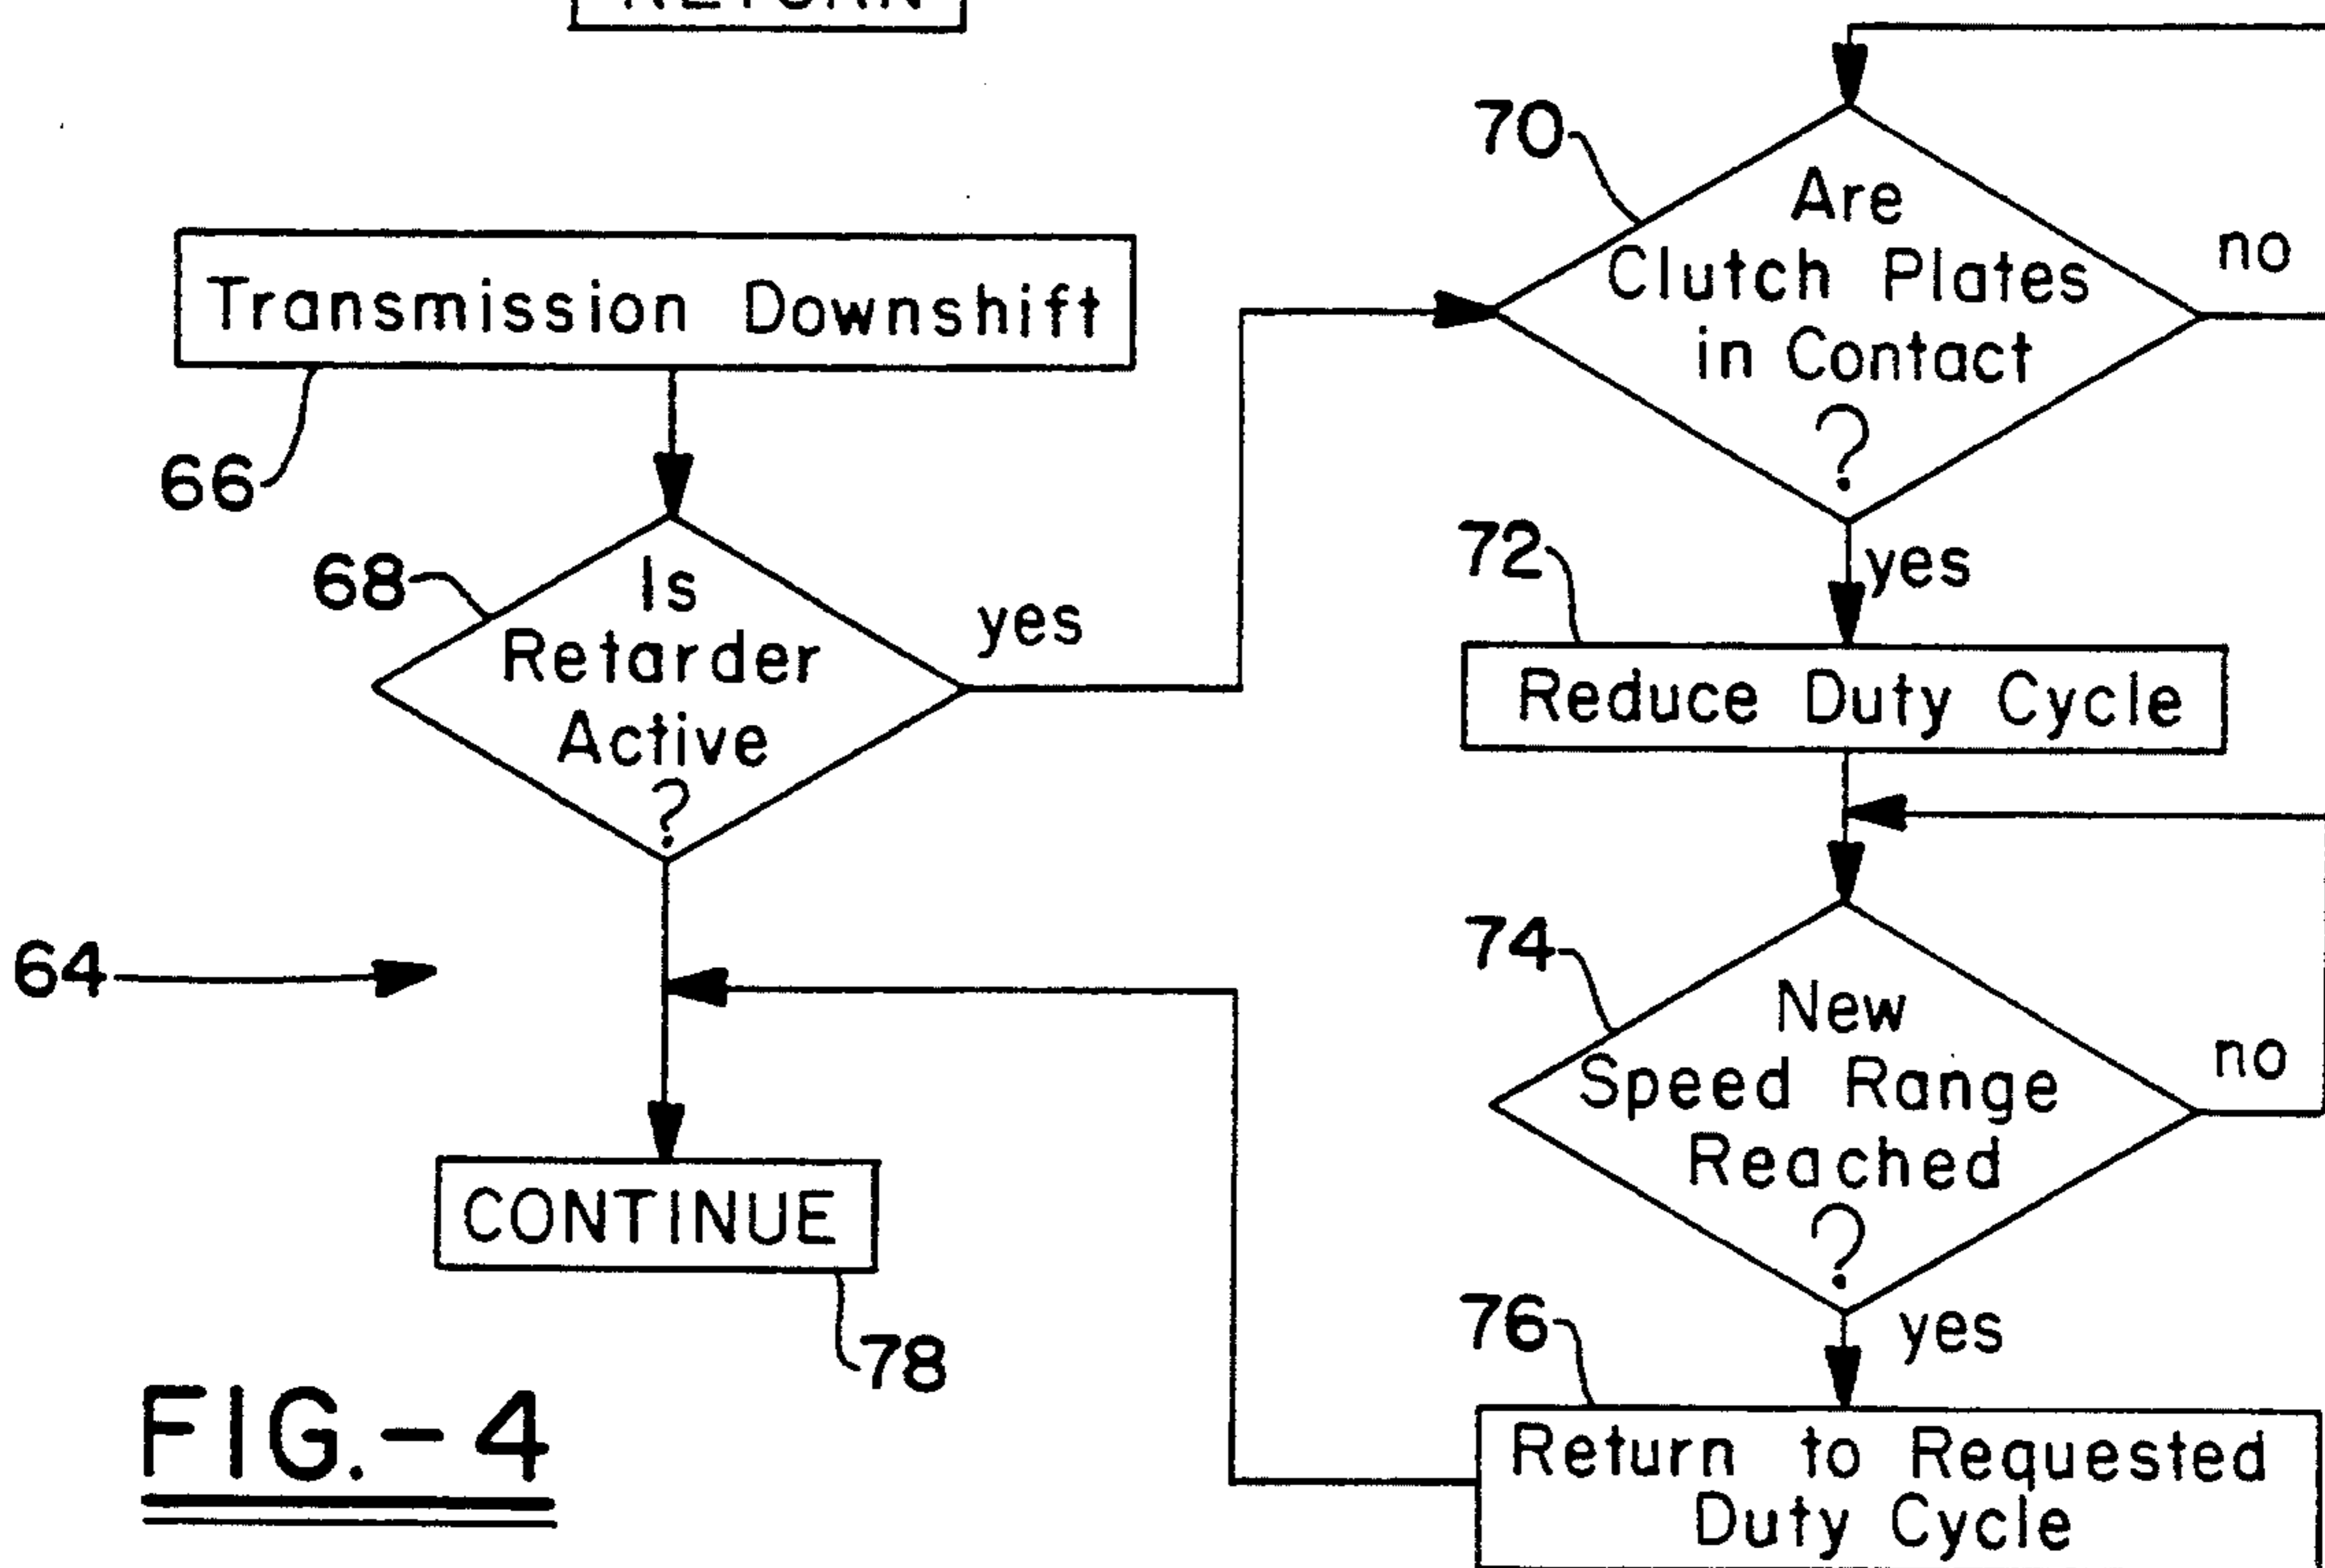 RETURN
Transmission Downshift
66
68
Is
Retarder
Active
?
yes
64
CONTINUE
78
FIG.-4
70
Are
Clutch Plates
in Contact
?
no
yes
72
Reduce Duty Cycle
74
New
Speed Range
Reached
?
no
yes
76
Return to Requested
Duty Cycle